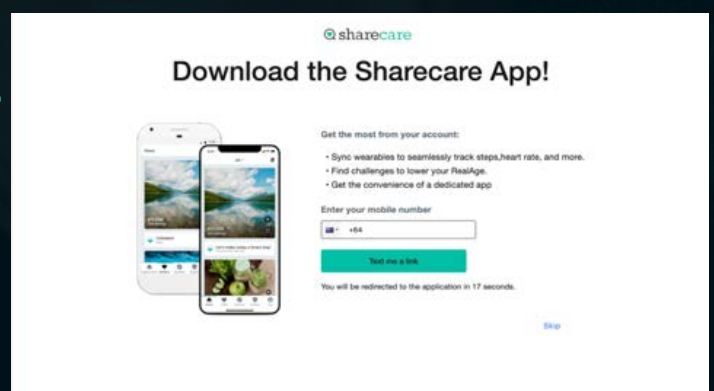 sharecare
Download the Sharecare App!
Get the most from your account:
• Sync wearables to seamlessly track steps,heart rate, and more.
• Find challenges to lower your RealAge.
• Get the convenience of a dedicated app
Enter your mobile number
+64
Text me a link
You will be redirected to the application in 17 seconds.
Skip